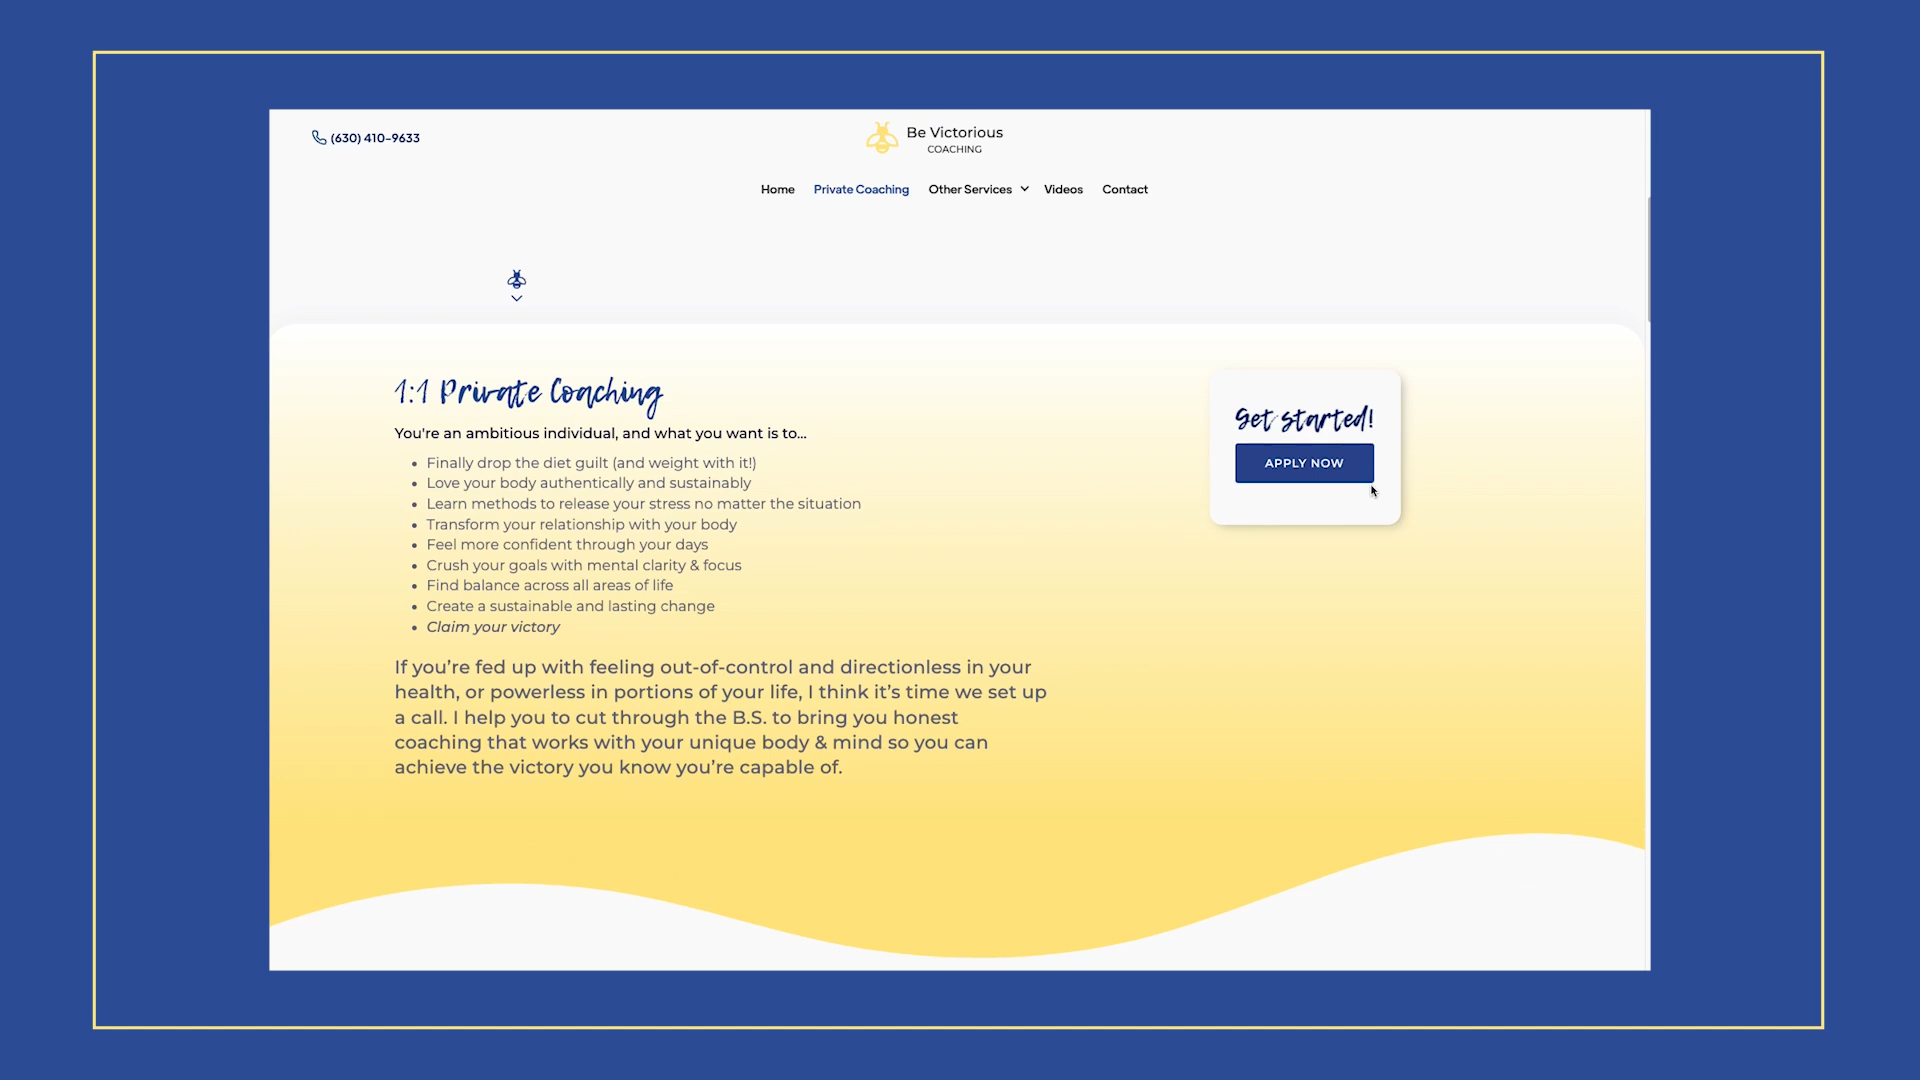 (630) 410-9633
Be Victorious
COACHING
Home Private Coaching Other Services Videos Contact
1:1 Private Coaching
You're an ambitious individual, and what you want is to...
Finally drop the diet guilt (and weight with it!)
Love your body authentically and sustainably
Learn methods to release your stress no matter the situation
Transform your relationship with your body
Feel more confident through your days
Crush your goals with mental clarity & focus
Find balance across all areas of life
Create a sustainable and lasting change
Claim your victory
If you’re fed up with feeling out-of-control and directionless in your
health, or powerless in portions of your life, I think it’s time we set up
a call. I help you to cut through the B.S. to bring you honest
coaching that works with your unique body & mind so you can
achieve the victory you know you’re capable of.
Get started!
APPLY NOW